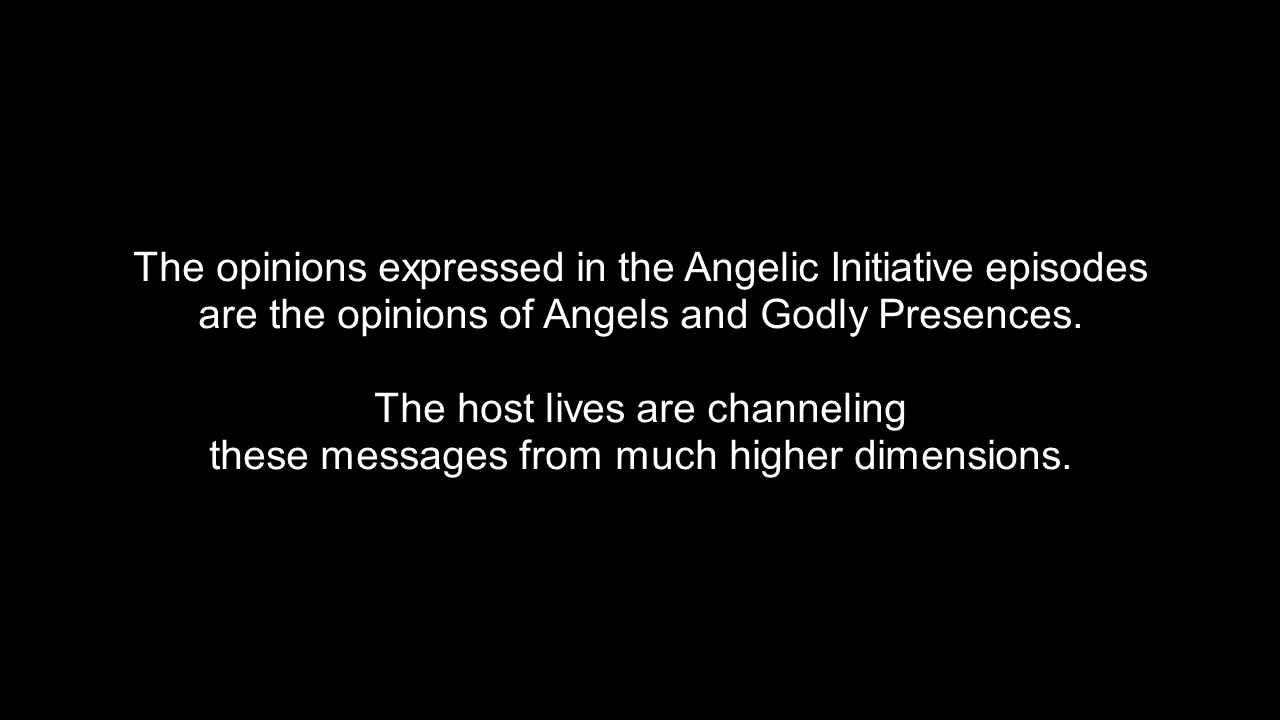 The opinions expressed in the Angelic Initiative episodes
are the opinions of Angels and Godly Presences.
The host lives are channeling
these messages from much higher dimensions.